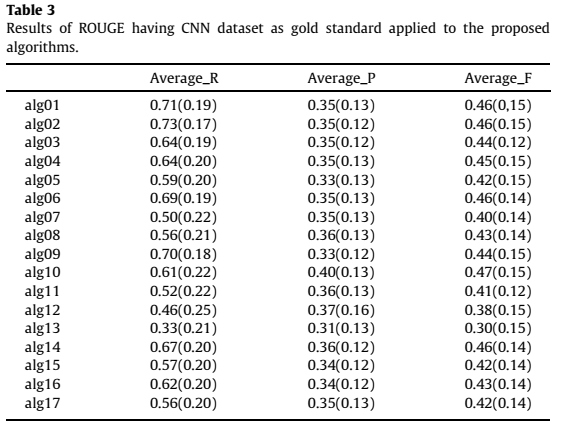 Table 3
Results of ROUGE having CNN dataset as gold standard applied to the proposed
algorithms.
Average_R Average_P Average_F
alg01 0.71(0.19) 0.35(0.13) 0.46(0,15)
alg02 0.73(0.17) 0.35(0.12) 0.46(0.15)
alg03 0.64(0.19) 0.35(0.12) 0.44(0.12)
alg04 0.64(0.20) 0.35(0.13) 0.45(0.15)
alg05 0.59(0.20) 0.33(0.13) 0.42(0.15)
alg06 0.69(0.19) 0.35(0.13) 0.46(0.14)
alg07 0.50(0.22) 0.35(0.13) 0.40(0.14)
alg08 0.56(0.21) 0.36(0.13) 0.43(0.14)
alg09 0.70(0.18) 0.33(0.12) 0.44(0.15)
alg10 0.61(0.22) 0.40(0.13) 0.47(0.15)
alg11 0.52(0.22) 0.36(0.13) 0.41(0.12)
alg12 0.46(0.25) 0.37(0.16) 0.38(0.15)
alg13 0.33(0.21) 0.31(0.13) 0.30(0.15)
alg14 0.67(0.20) 0.36(0.12) 0.46(0.14)
alg15 0.57(0.20) 0.34(0.12) 0.42(0.14)
alg16 0.62(0.20) 0.34(0.12) 0.43(0.14)
alg17 0.56(0.20) 0.35(0.13) 0.42(0.14)